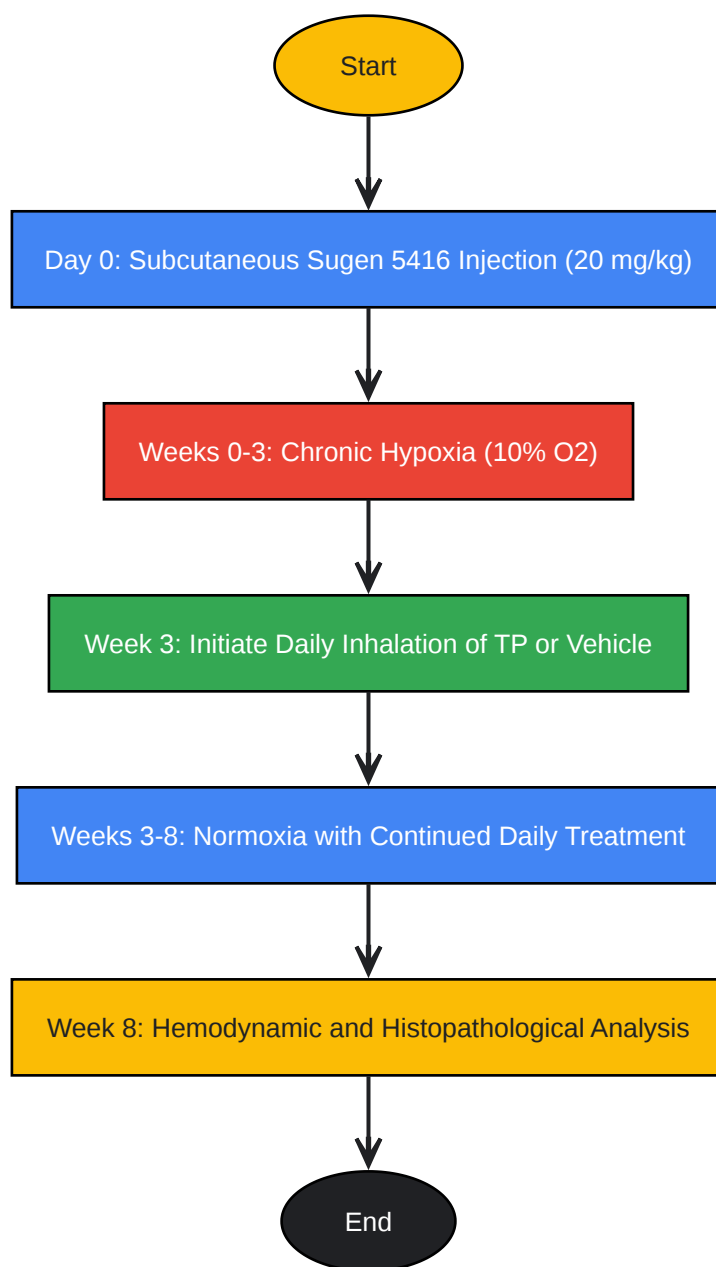 Start
Day 0: Subcutaneous Sugen 5416 Injection (20 mg/kg)
Weeks 0-3: Chronic Hypoxia (10% O2)
Week 3: Initiate Daily Inhalation of TP or Vehicle
Weeks 3-8: Normoxia with Continued Daily Treatment
Week 8: Hemodynamic and Histopathological Analysis
End